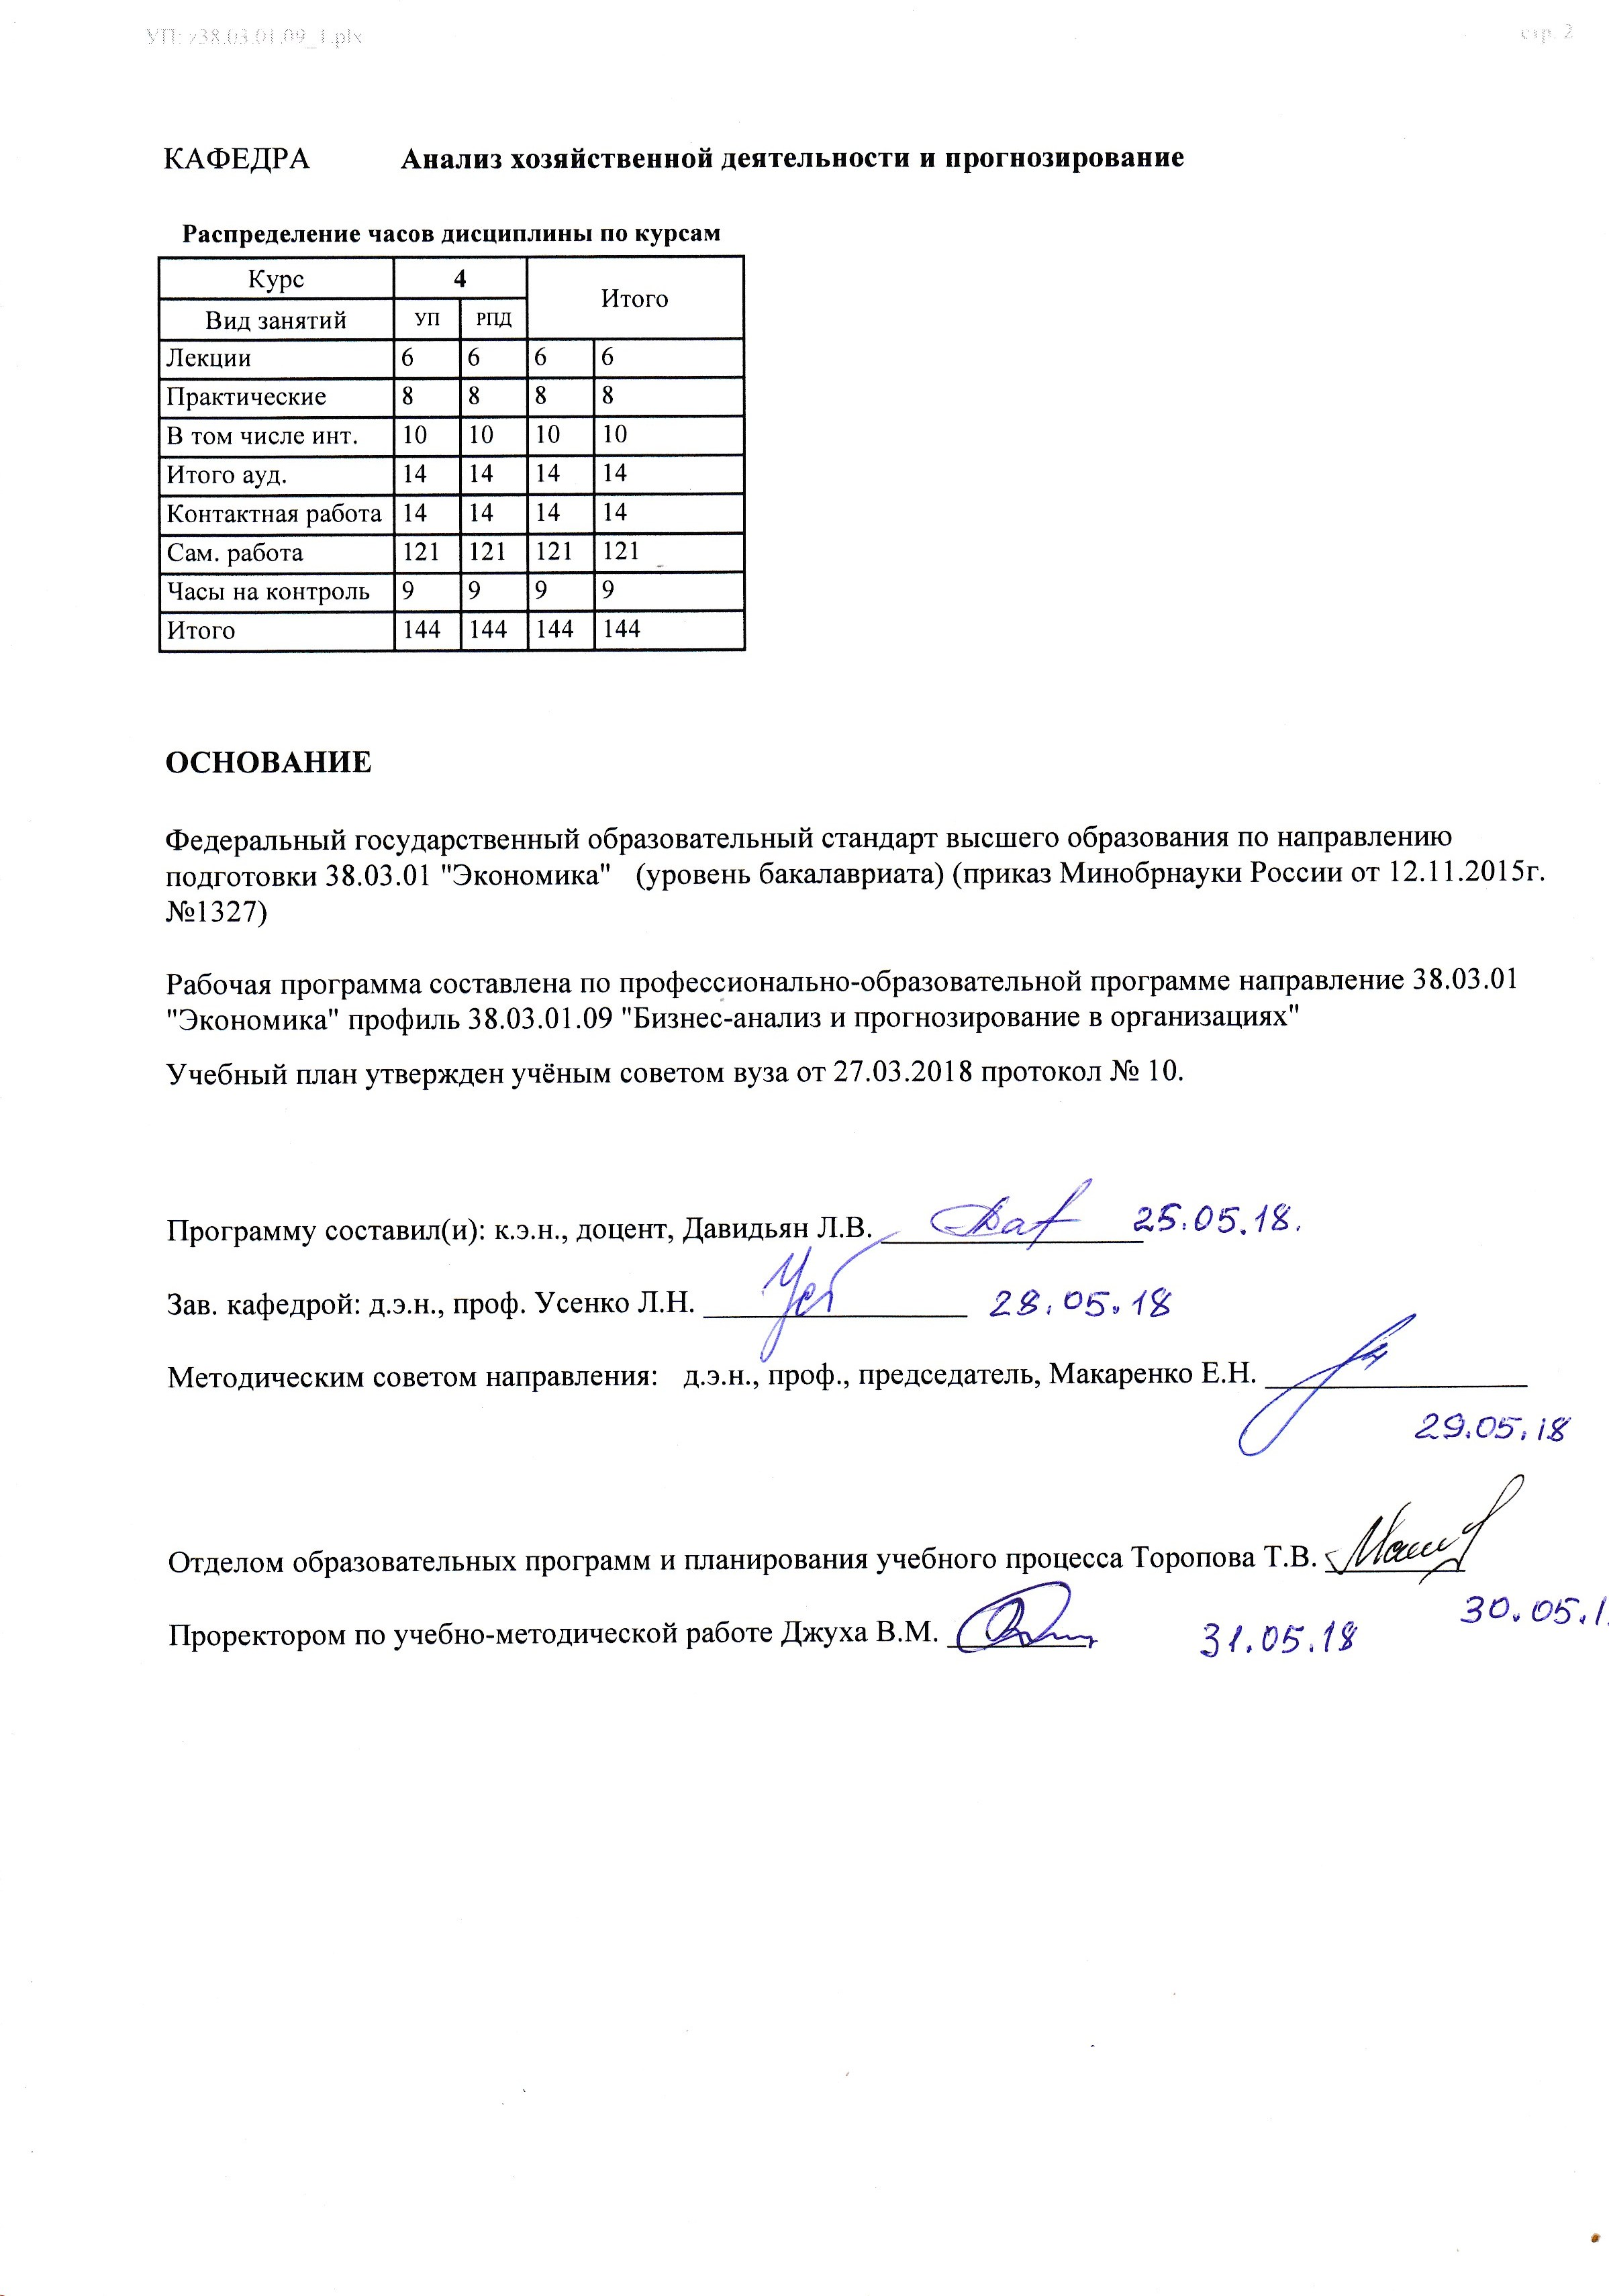 УП: z38.03.01.09_1.plx стр. 2
КАФЕДРА Анализ хозяйственной деятельности и прогнозирование
Распределение часов дисциплины по курсам
Курс 4 Итого
Вид занятий УП РПД
Лекции 6 6 6 6
Практические 8 8 8 8
В том числе инт. 10 10 10 10
Итого ауд. 14 14 14 14
Контактная работа 14 14 14 14
Сам. работа 121 121 121 121
Часы на контроль 9 9 9 9
Итого 144 144 144 144
ОСНОВАНИЕ
Федеральный государственный образовательный стандарт высшего образования по направлению
подготовки 38.03.01 "Экономика" (уровень бакалавриата) (приказ Минобрнауки России от 12.11.2015г.
№1327)
Рабочая программа составлена по профессионально-образовательной программе направление 38.03.01
"Экономика" профиль 38.03.01.09 "Бизнес-анализ и прогнозирование в организациях"
Учебный план утвержден учёным советом вуза от 27.03.2018 протокол № 10.
Программу составил(и): к.э.н., доцент, Давидьян Л.В. 25.05.18.
Зав. кафедрой: д.э.н., проф. Усенко Л.Н. 28.05.18
Методическим советом направления: д.э.н., проф., председатель, Макаренко Е.Н.
29.05.18
Отделом образовательных программ и планирования учебного процесса Торопова Т.В.
30.05.1
Проректором по учебно-методической работе Джуха В.М. 31.05.18